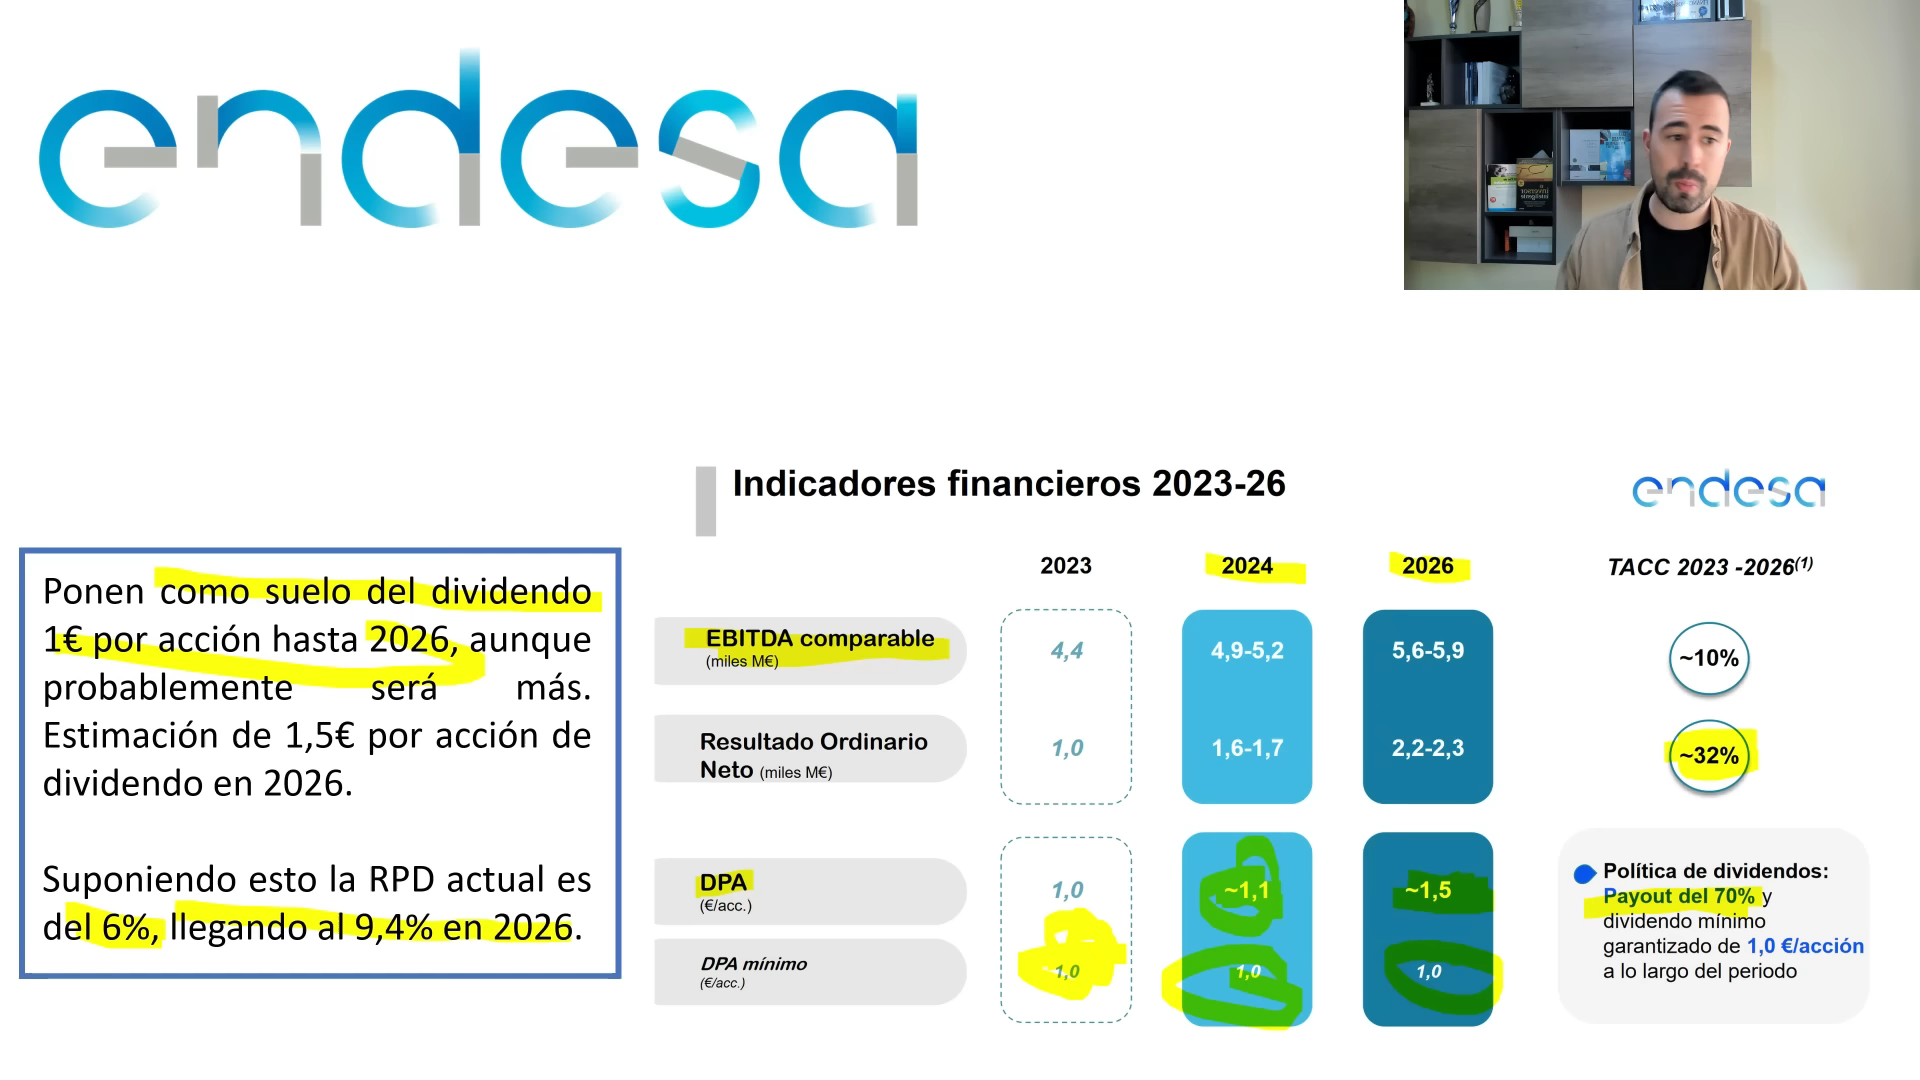 endesa
Ponen como suelo del dividendo
1€ por acción hasta 2026, aunque
probablemente será más.
Estimación de 1,5€ por acción de
dividendo en 2026.
Suponiendo esto la RPD actual es
del 6%, llegando al 9,4% en 2026.
Indicadores financieros 2023-26
endesa
2023 2024 2026 TACC 2023 -2026(1)
EBITDA comparable
(miles M€)
4,4 4,9-5,2 5,6-5,9 ~10%
Resultado Ordinario
Neto (miles M€)
1,0 1,6-1,7 2,2-2,3 ~32%
DPA
(€/acc.)
1,0 ~1,1 ~1,5
DPA mínimo
(€/acc.)
1,0 1,0 1,0
Política de dividendos:
Payout del 70% y
dividendo mínimo
garantizado de 1,0 €/acción
a lo largo del periodo